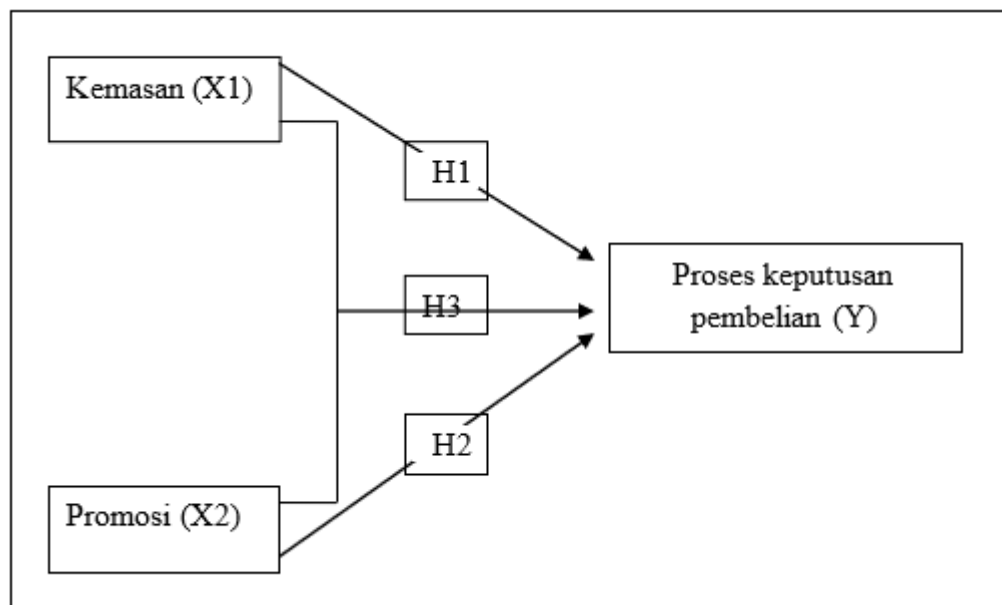 Kemasan (X1)
H1
Proses keputusan
pembelian (Y)
H3
H2
Promosi (X2)